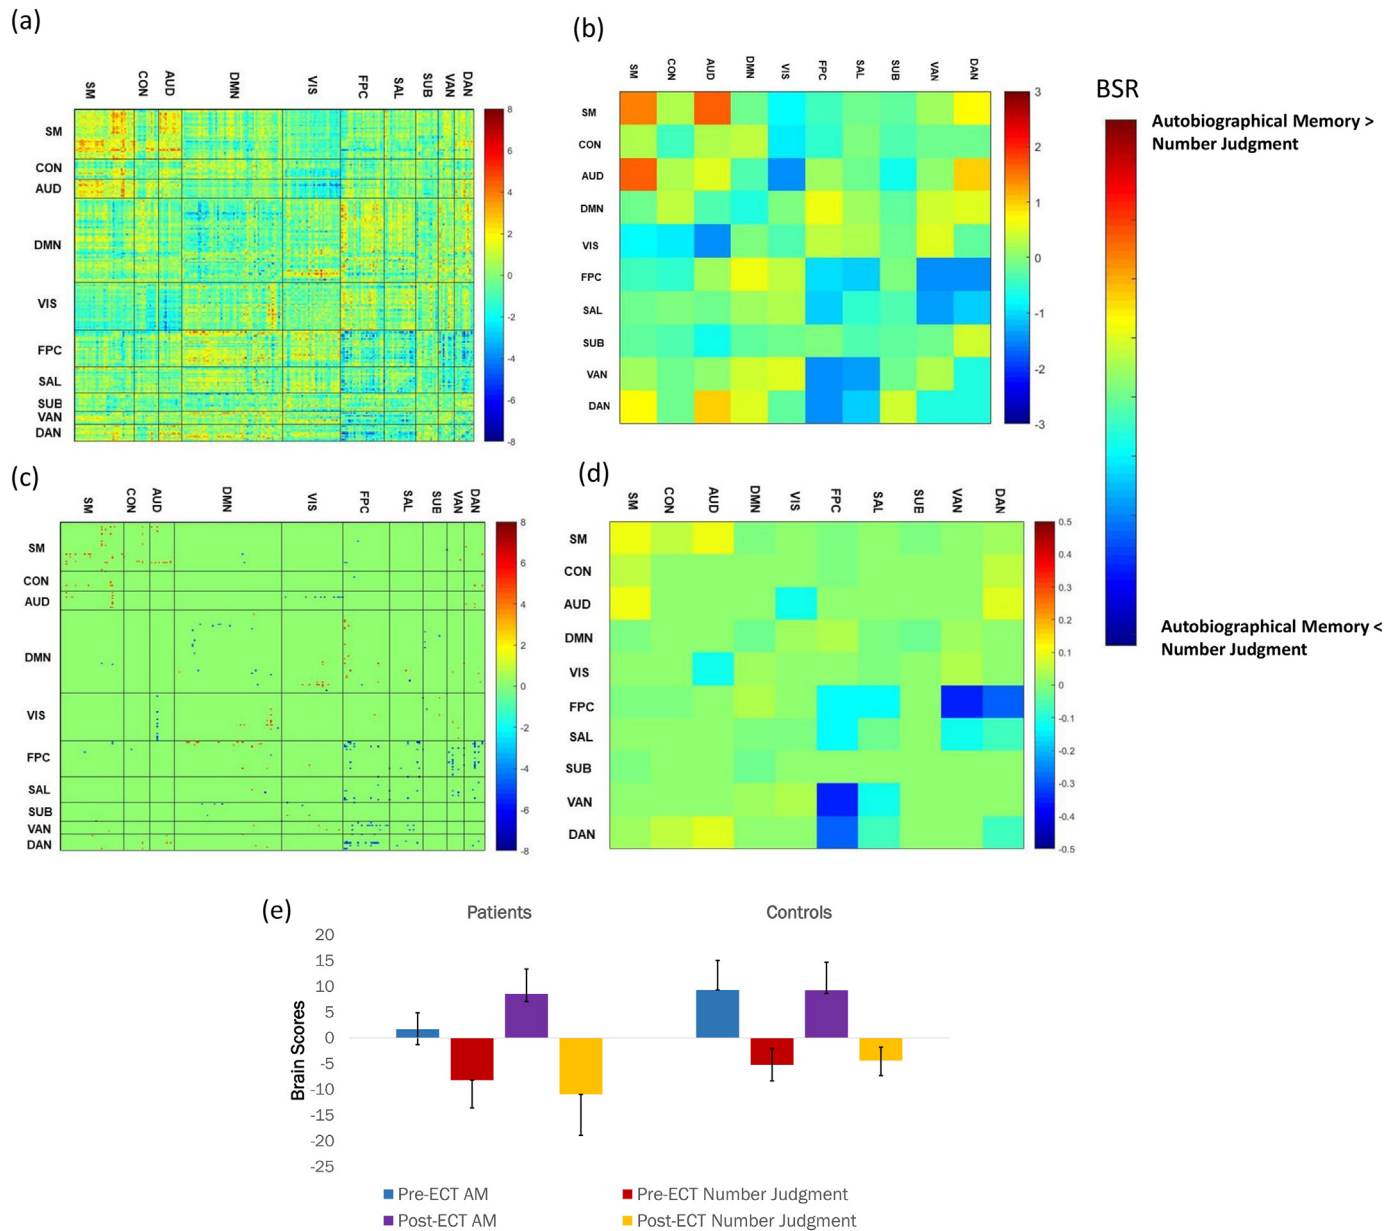 (a)
SM CON AUD DMN VIS FPC SAL SUB VAN DAN
SM
CON
AUD
DMN
VIS
FPC
SAL
SUB
VAN
DAN
8
6
4
2
0
-2
-4
-6
-8
(b)
SM CON AUD DMN VIS FPC SAL SUB VAN DAN
SM
CON
AUD
DMN
VIS
FPC
SAL
SUB
VAN
DAN
3
2
1
0
-1
-2
-3
BSR
Autobiographical Memory >
Number Judgment
Autobiographical Memory <
Number Judgment
(c)
SM CON AUD DMN VIS FPC SAL SUB VAN DAN
SM
CON
AUD
DMN
VIS
FPC
SAL
SUB
VAN
DAN
8
6
4
2
0
-2
-4
-6
-8
(d)
SM CON AUD DMN VIS FPC SAL SUB VAN DAN
SM
CON
AUD
DMN
VIS
FPC
SAL
SUB
VAN
DAN
0.5
0.4
0.3
0.2
0.1
0
-0.1
-0.2
-0.3
-0.4
-0.5
(e)
Patients Controls
Brain Scores
20
15
10
5
0
-5
-10
-15
-20
-25
Pre-ECT AM Pre-ECT Number Judgment
Post-ECT AM Post-ECT Number Judgment